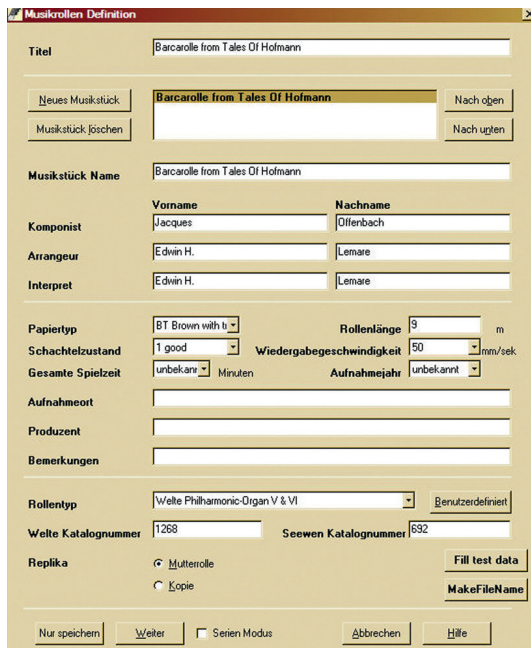 Musikrollen Definition
Titel Barcarolle from Tales Of Hofmann
Neues Musikstück Barcarolle from Tales Of Hofmann Nach oben
Musikstück löschen Nach unten
Musikstück Name Barcarolle from Tales Of Hofmann
Vorname Nachname
Komponist Jacques Offenbach
Arrangeur Edwin H. Lemare
Interpret Edwin H. Lemare
Papiertyp BT Brown with Rollenlänge 9 m
Schachtelzustand 1 good Wiedergabegeschwindigkeit 50 mm/sek
Gesamte Spielzeit unbekann Minuten Aufnahmejahr unbekannt
Aufnahmeort
Produzent
Bemerkungen
Rollentyp Welte Philharmonic-Organ V & VI Benutzerdefiniert
Welte Katalognummer 1268 Seewen Katalognummer 692
Replika Mutterrolle Fill test data
Kopie MakeFileName
Nur speichern Weiter Serien Modus Abbrechen Hilfe